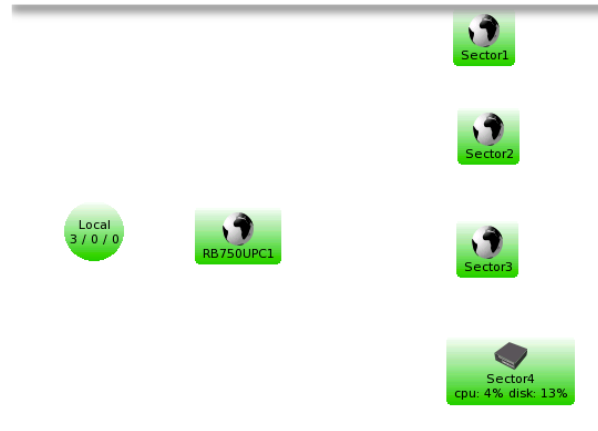 Sector1
Sector2
Local
3 / 0 / 0
RB750UPC1
Sector3
Sector4
cpu: 4% disk: 13%